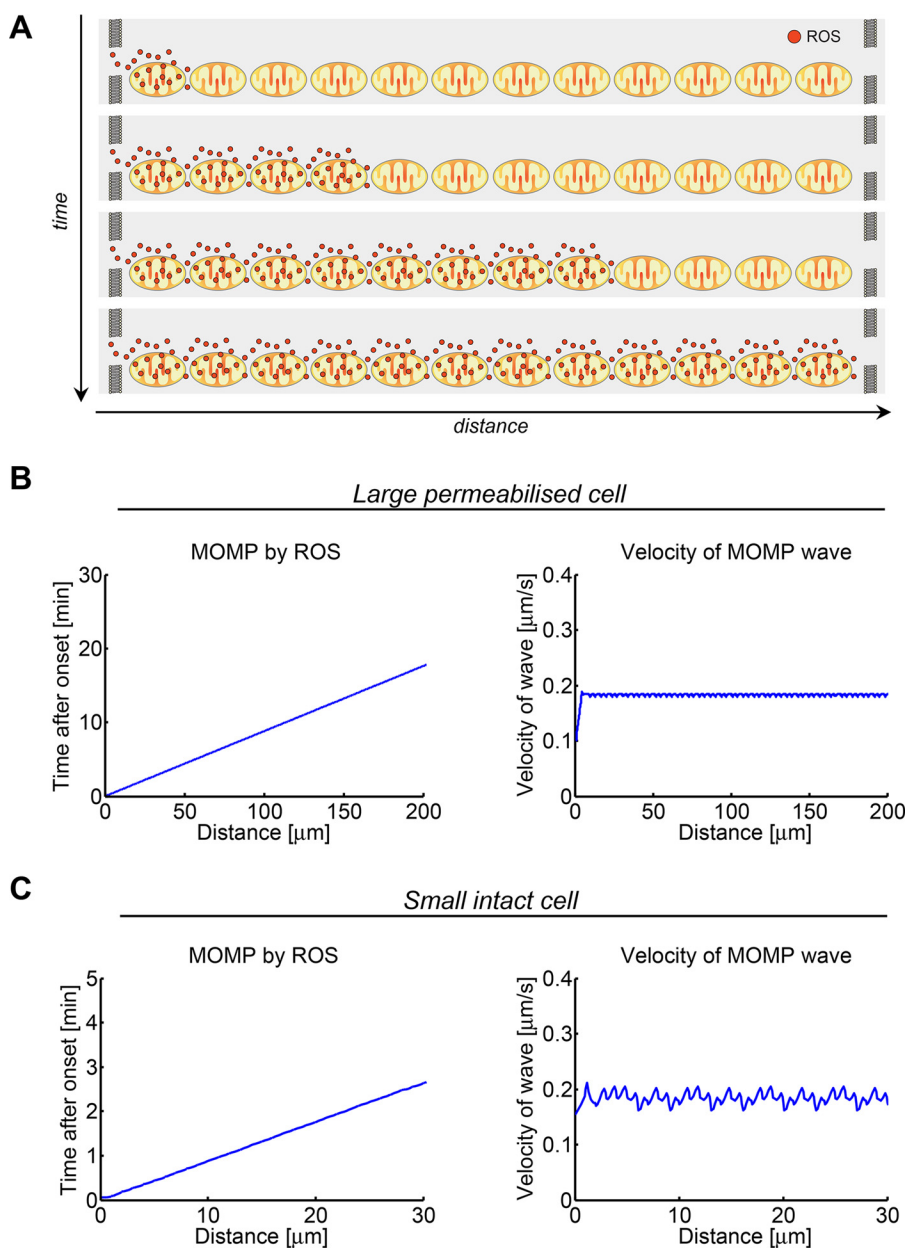 A
ROS
time
distance
B
Large permeabilised cell
MOMP by ROS
Time after onset [min]
30
20
10
0
0 50 100 150 200
Distance [μm]
Velocity of MOMP wave
Velocity of wave [μm/s]
0.4
0.3
0.2
0.1
0
0 50 100 150 200
Distance [μm]
C
Small intact cell
MOMP by ROS
Time after onset [min]
5
4
3
2
1
0
0 10 20 30
Distance [μm]
Velocity of MOMP wave
Velocity of wave [μm/s]
0.4
0.3
0.2
0.1
0
0 10 20 30
Distance [μm]